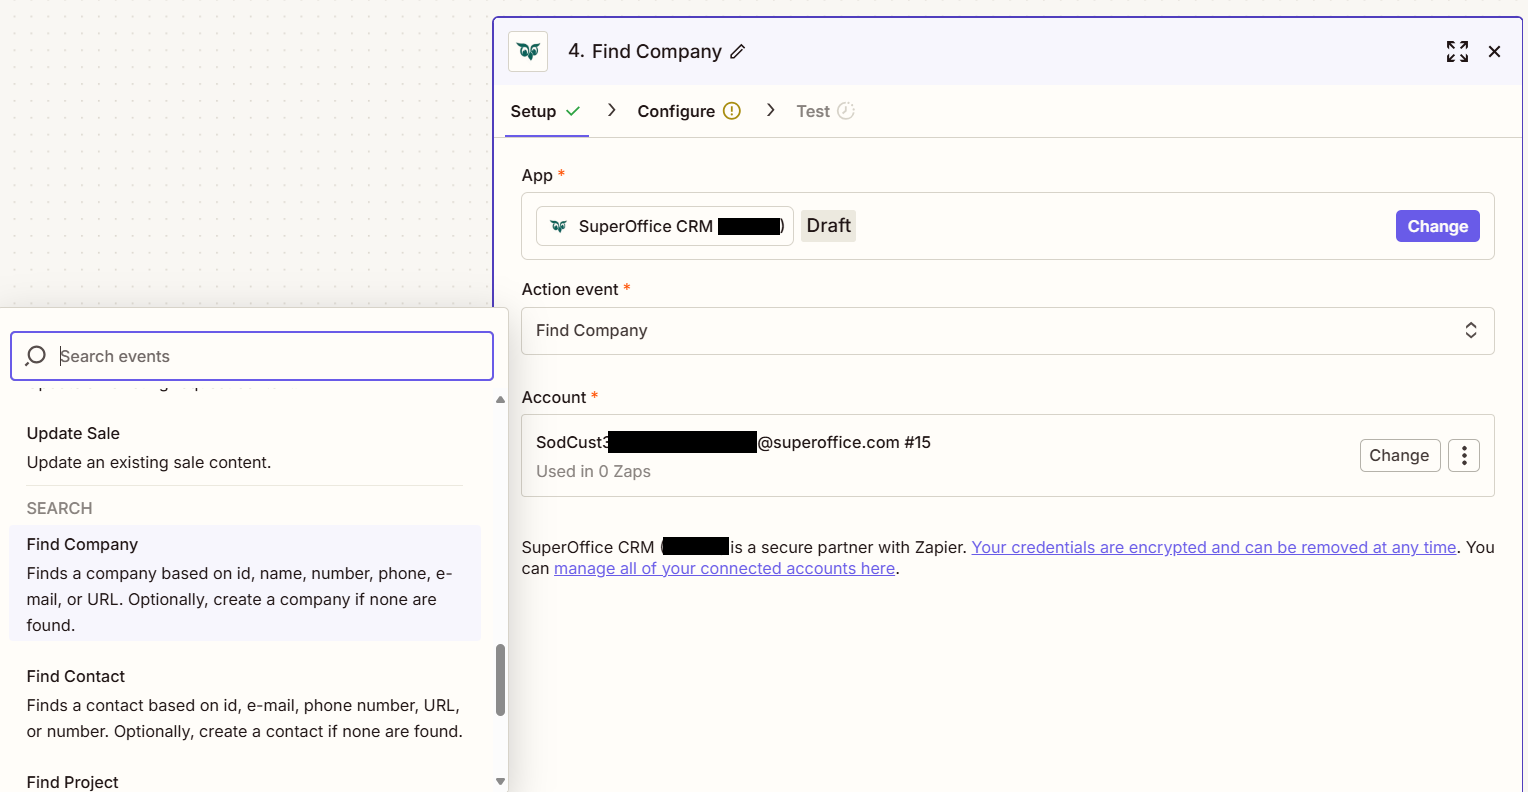 4. Find Company
Setup
Configure
Test
App *
SuperOffice CRM )
Draft
Change
Action event *
Find Company
Account *
SodCust3 @superoffice.com #15
Used in 0 Zaps
Change
SuperOffice CRM ( is a secure partner with Zapier. Your credentials are encrypted and can be removed at any time. You
can manage all of your connected accounts here.
Search events
Update Sale
Update an existing sale content.
SEARCH
Find Company
Finds a company based on id, name, number, phone, e-
mail, or URL. Optionally, create a company if none are
found.
Find Contact
Finds a contact based on id, e-mail, phone number, URL,
or number. Optionally, create a contact if none are found.
Find Project